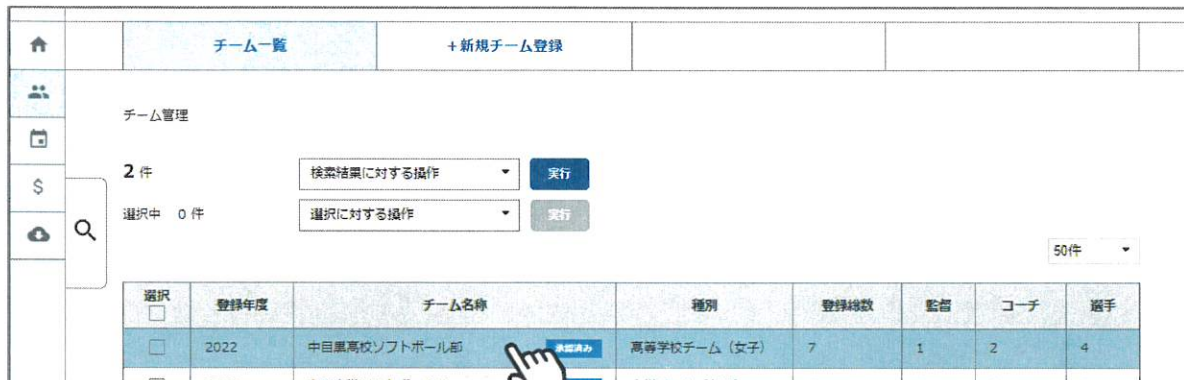 チーム一覧
+新規チーム登録
チーム管理
2 件
検索結果に対する操作
実行
選択中 0 件
選択に対する操作
実行
$
50件
選択
登録年度
チーム名称
種別
登録総数
監督
コーチ
選手
2022
中目黒高校ソフトボール部
承認済み
高等学校チーム（女子）
7
1
2
4